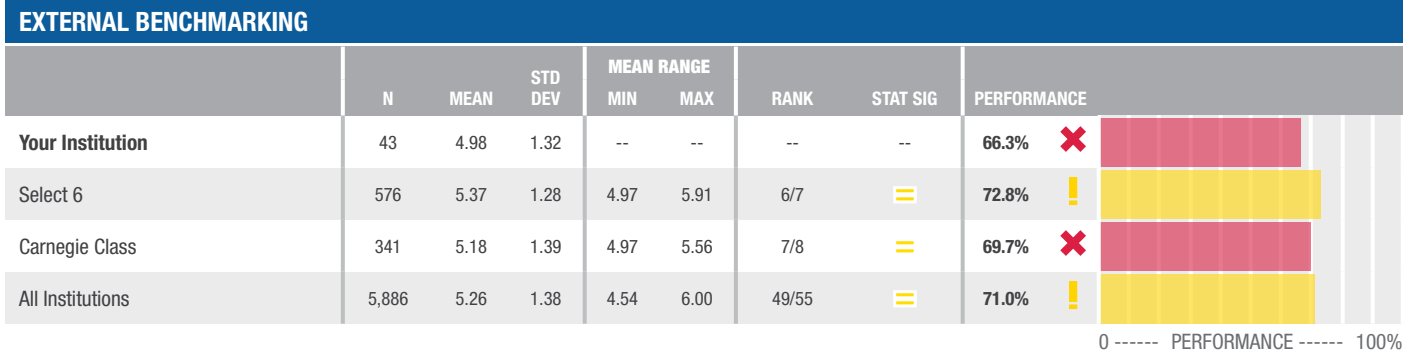 EXTERNAL BENCHMARKING
N MEAN STD DEV MEAN RANGE MIN MAX RANK STAT SIG PERFORMANCE
Your Institution 43 4.98 1.32 -- -- -- -- 66.3%
Select 6 576 5.37 1.28 4.97 5.91 6/7 = 72.8% !
Carnegie Class 341 5.18 1.39 4.97 5.56 7/8 = 69.7%
All Institutions 5,886 5.26 1.38 4.54 6.00 49/55 = 71.0% !
0 ------ PERFORMANCE ------ 100%